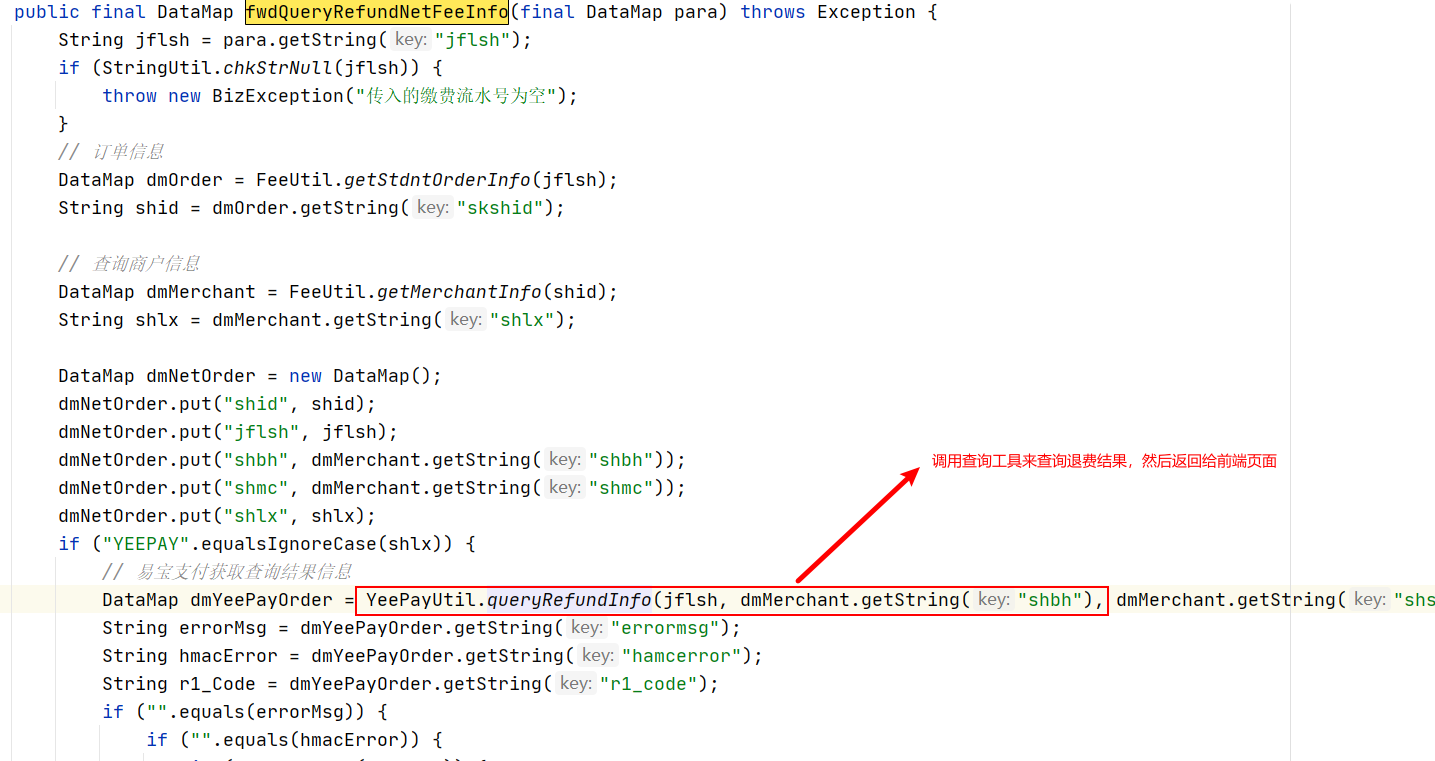 public final DataMap fwdQueryRefundNetFeeInfo(final DataMap para) throws Exception {
String jflsh = para.getString( key: "jflsh");
if (StringUtil.chkStrNull(jflsh)) {
throw new BizException("传入的缴费流水号为空");
}
// 订单信息
DataMap dmOrder = FeeUtil.getStdntOrderInfo(jflsh);
String shid = dmOrder.getString( key: "skshid");
// 查询商户信息
DataMap dmMerchant = FeeUtil.getMerchantInfo(shid);
String shlx = dmMerchant.getString( key: "shlx");
DataMap dmNetOrder = new DataMap();
dmNetOrder.put("shid", shid);
dmNetOrder.put("jflsh", jflsh);
dmNetOrder.put("shbh", dmMerchant.getString( key: "shbh"));
调用查询工具来查询退费结果，然后返回给前端页面
dmNetOrder.put("shmc", dmMerchant.getString( key: "shmc"));
dmNetOrder.put("shlx", shlx);
if ("YEEPAY".equalsIgnoreCase(shlx)) {
// 易宝支付获取查询结果信息
DataMap dmYeePayOrder = YeePayUtil.queryRefundInfo(jflsh, dmMerchant.getString( key: "shbh"), dmMerchant.getString( key: "shs
String errorMsg = dmYeePayOrder.getString( key: "errormsg");
String hmacError = dmYeePayOrder.getString( key: "hamcerror");
String r1_Code = dmYeePayOrder.getString( key: "r1_code");
if ("".equals(errorMsg)) {
if ("".equals(hmacError)) {